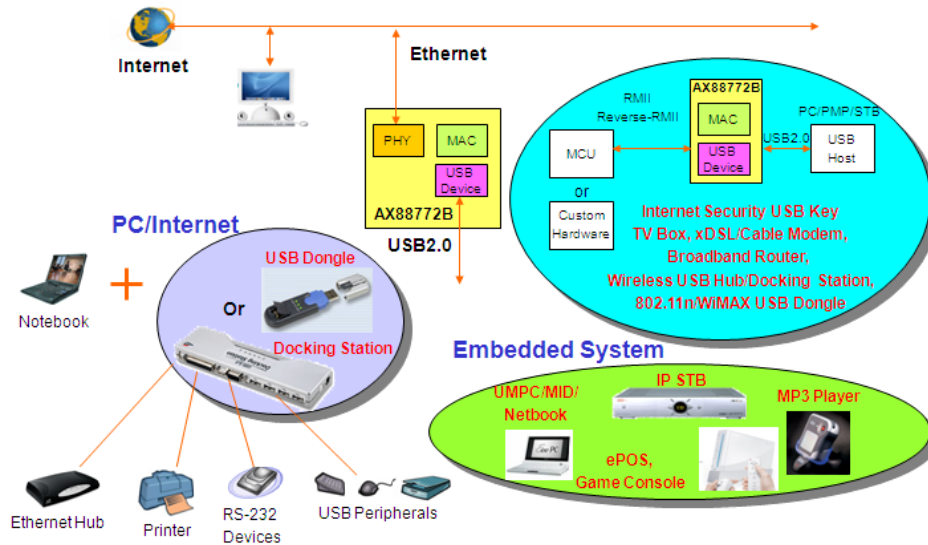 Internet
Ethernet
PHY
MAC
USB
Device
AX88772B
USB2.0
RMII
Reverse-RMII
AX88772B
MAC
USB
Device
PC/PMP/STB
USB2.0
USB
Host
MCU
or
Custom
Hardware
Internet Security USB Key
TV Box, xDSL/Cable Modem,
Broadband Router,
Wireless USB Hub/Docking Station,
802.11n/WiMAX USB Dongle
PC/Internet
USB Dongle
Or
Docking Station
Notebook
+
Ethernet Hub
Printer
RS-232
Devices
USB Peripherals
Embedded System
UMPC/MID/
Netbook
IP STB
MP3 Player
ePOS,
Game Console